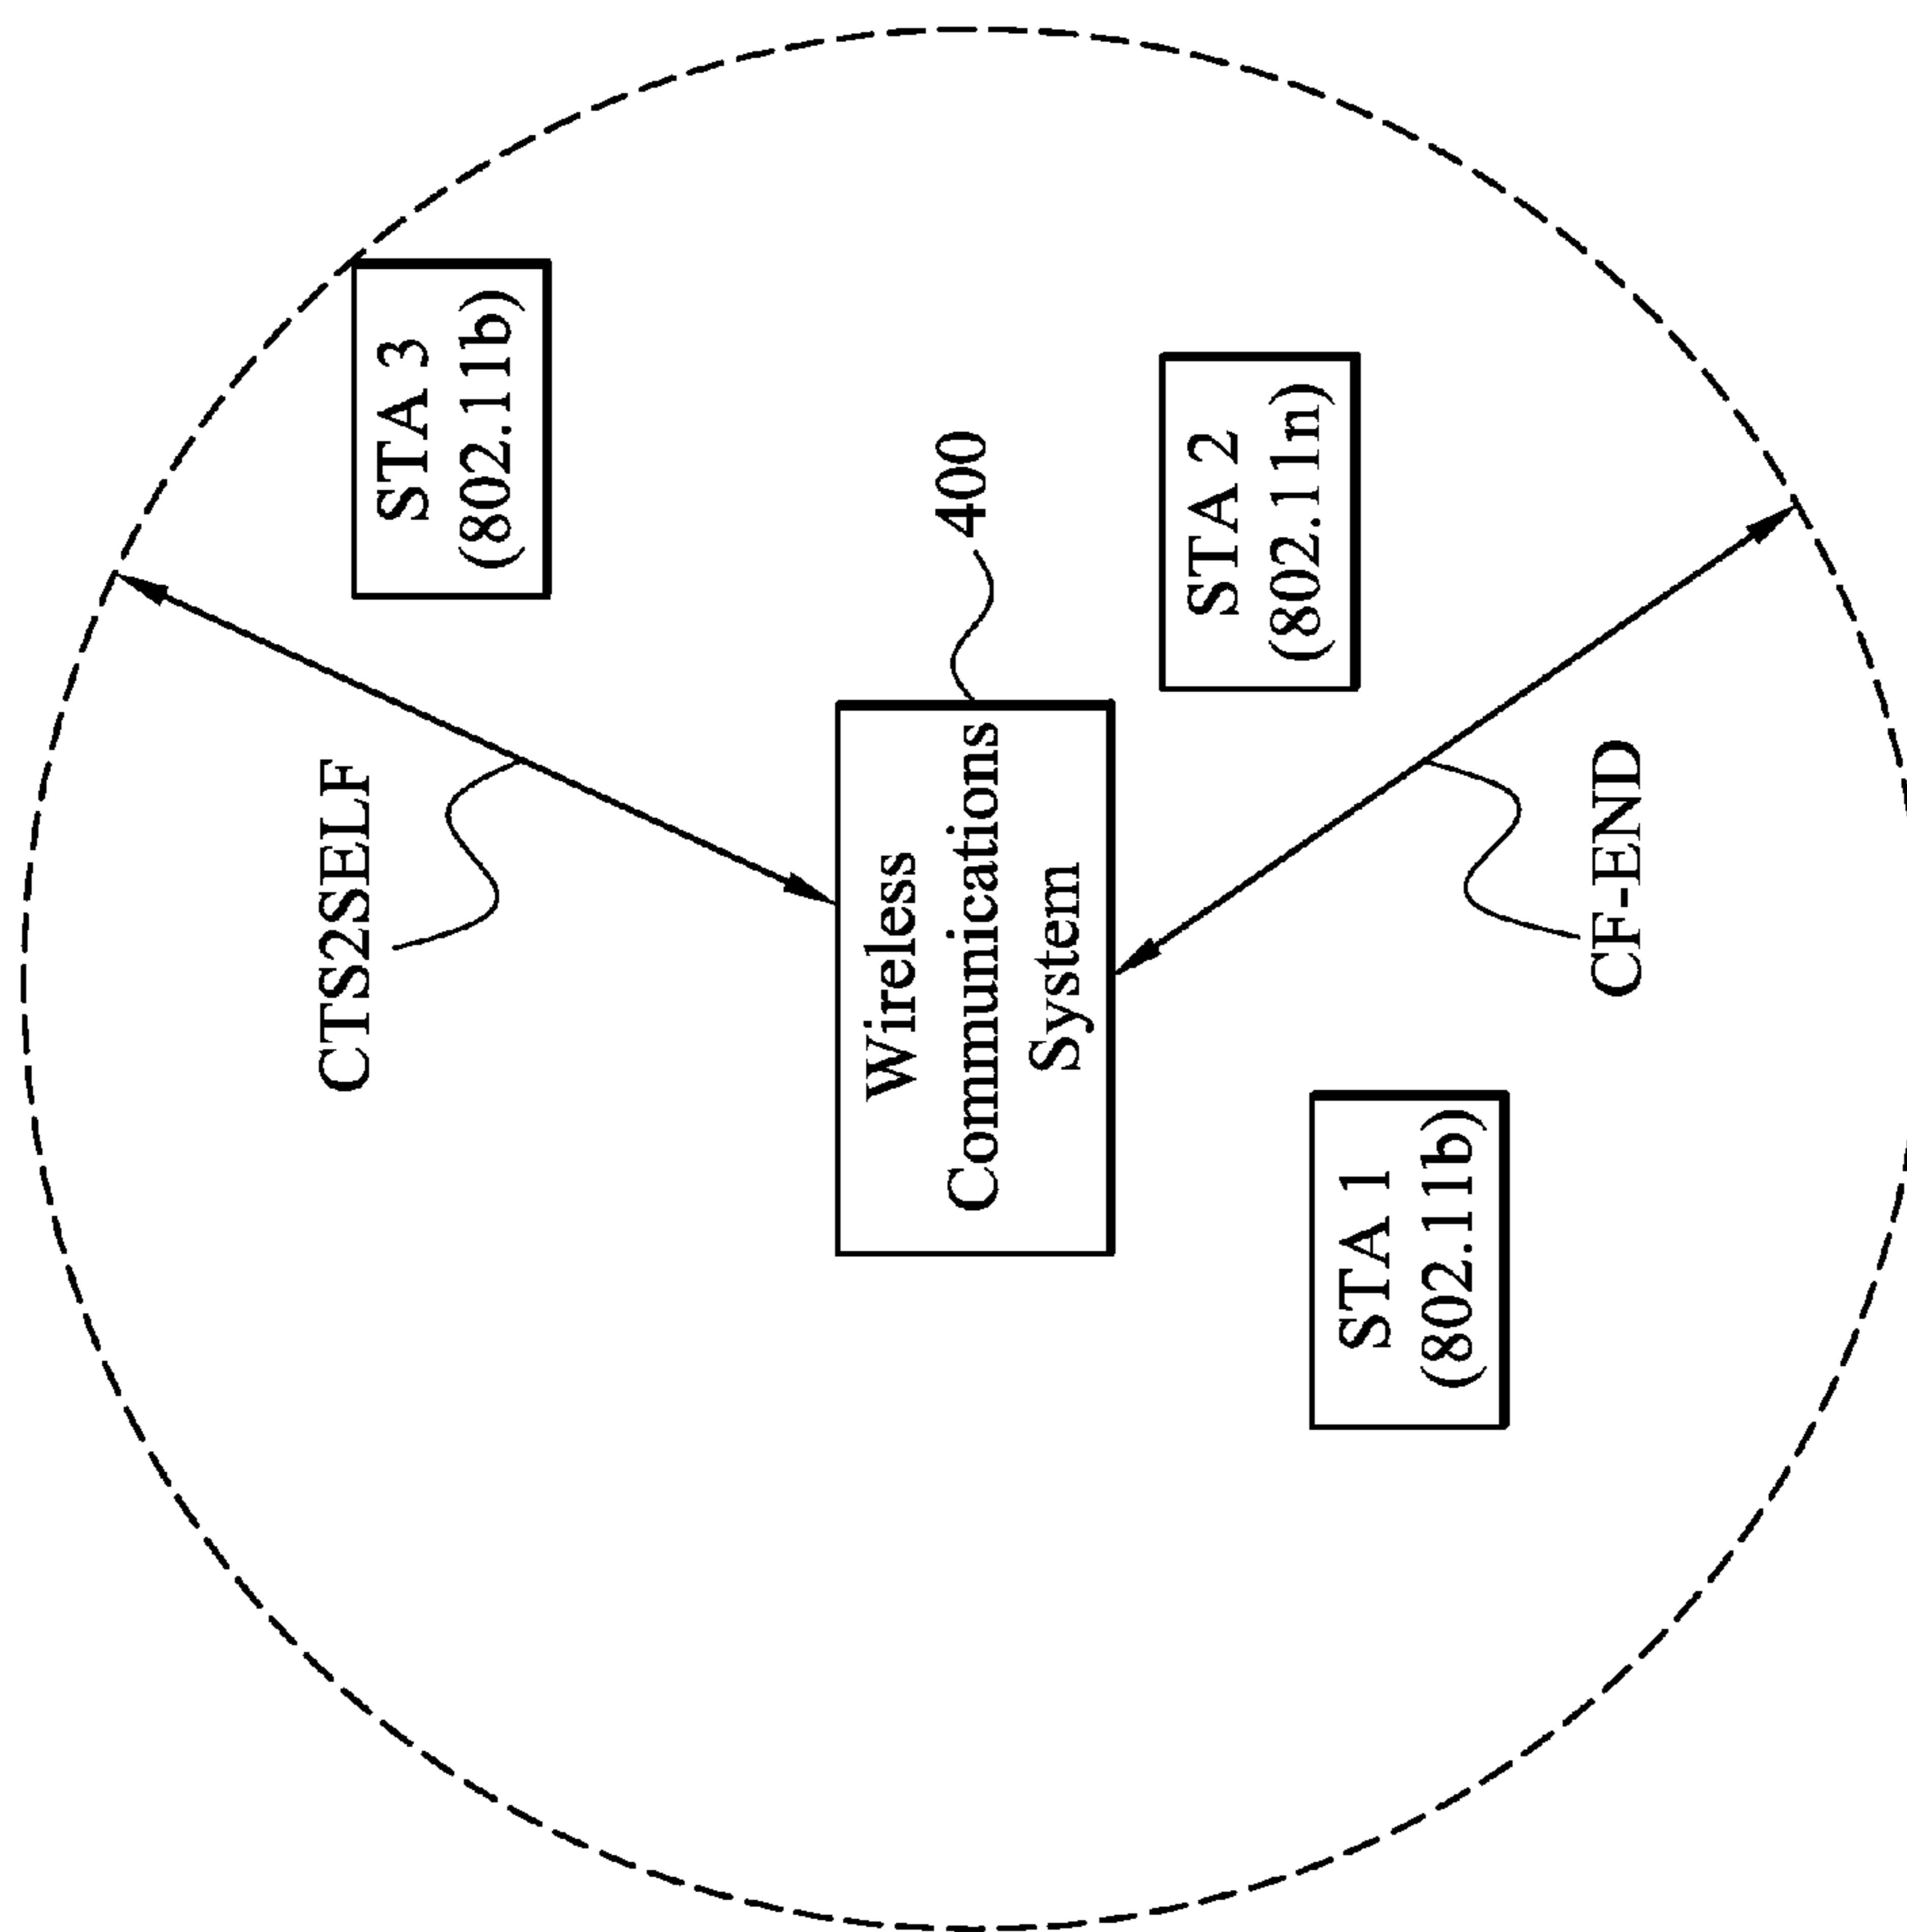 CTS2SELF
STA 3
(802.11b)
Wireless
Communications
System
400
STA 2
(802.11n)
STA 1
(802.11b)
CF-END